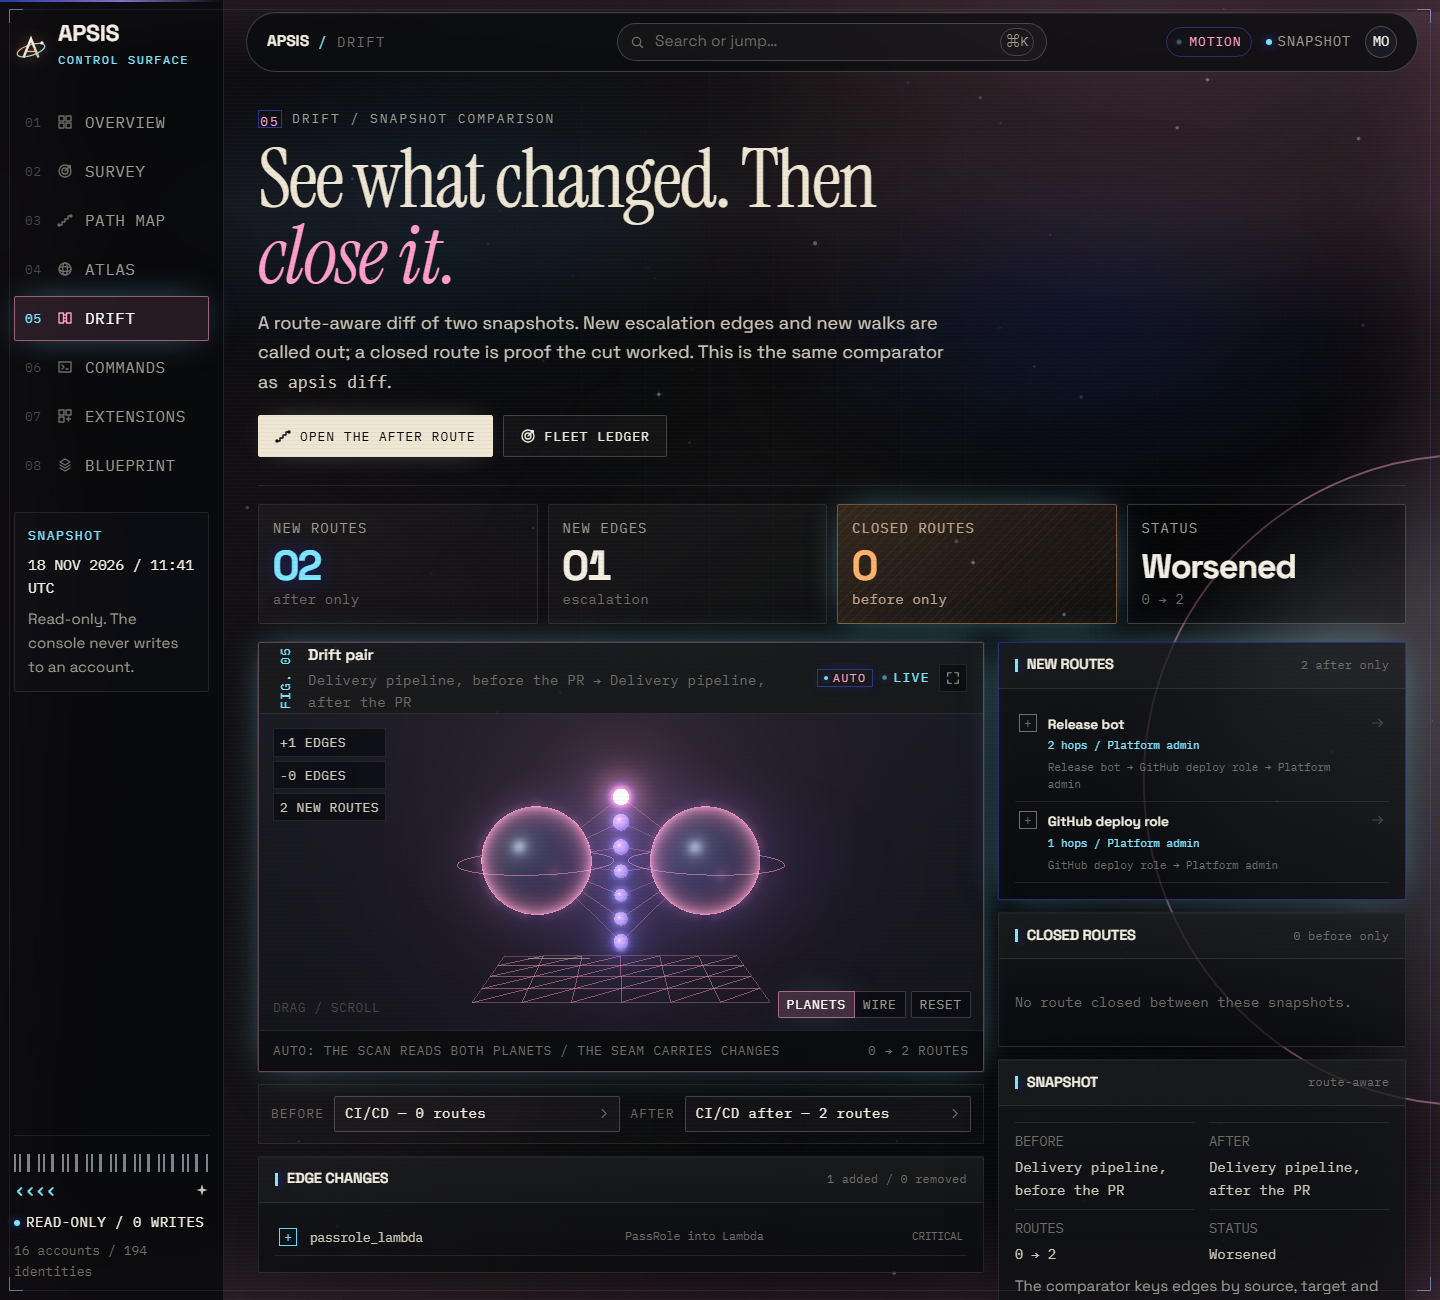 APSIS
CONTROL SURFACE
01 OVERVIEW
02 SURVEY
03 PATH MAP
04 ATLAS
05 DRIFT
06 COMMANDS
07 EXTENSIONS
08 BLUEPRINT
SNAPSHOT
18 NOV 2026 / 11:41
UTC
Read-only. The
console never writes
to an account.
READ-ONLY / 0 WRITES
16 accounts / 194
identities
APSIS / DRIFT
Search or jump...
⌘K
MOTION
SNAPSHOT
MO
05 DRIFT / SNAPSHOT COMPARISON
See what changed. Then
close it.
A route-aware diff of two snapshots. New escalation edges and new walks are
called out; a closed route is proof the cut worked. This is the same comparator
as apsis diff.
OPEN THE AFTER ROUTE
FLEET LEDGER
NEW ROUTES
02
after only
NEW EDGES
01
escalation
CLOSED ROUTES
0
before only
STATUS
Worsened
0 → 2
FIG. 05
Drift pair
Delivery pipeline, before the PR → Delivery pipeline,
after the PR
AUTO
LIVE
+1 EDGES
-0 EDGES
2 NEW ROUTES
DRAG / SCROLL
PLANETS
WIRE
RESET
AUTO: THE SCAN READS BOTH PLANETS / THE SEAM CARRIES CHANGES
0 → 2 ROUTES
BEFORE
CI/CD — 0 routes
AFTER
CI/CD after — 2 routes
EDGE CHANGES
1 added / 0 removed
+ passrole_lambda
PassRole into Lambda
CRITICAL
NEW ROUTES
2 after only
+ Release bot →
2 hops / Platform admin
Release bot → GitHub deploy role → Platform
admin
+ GitHub deploy role →
1 hops / Platform admin
GitHub deploy role → Platform admin
CLOSED ROUTES
0 before only
No route closed between these snapshots.
SNAPSHOT
route-aware
BEFORE
Delivery pipeline,
before the PR
AFTER
Delivery pipeline,
after the PR
ROUTES
0 → 2
STATUS
Worsened
The comparator keys edges by source, target and